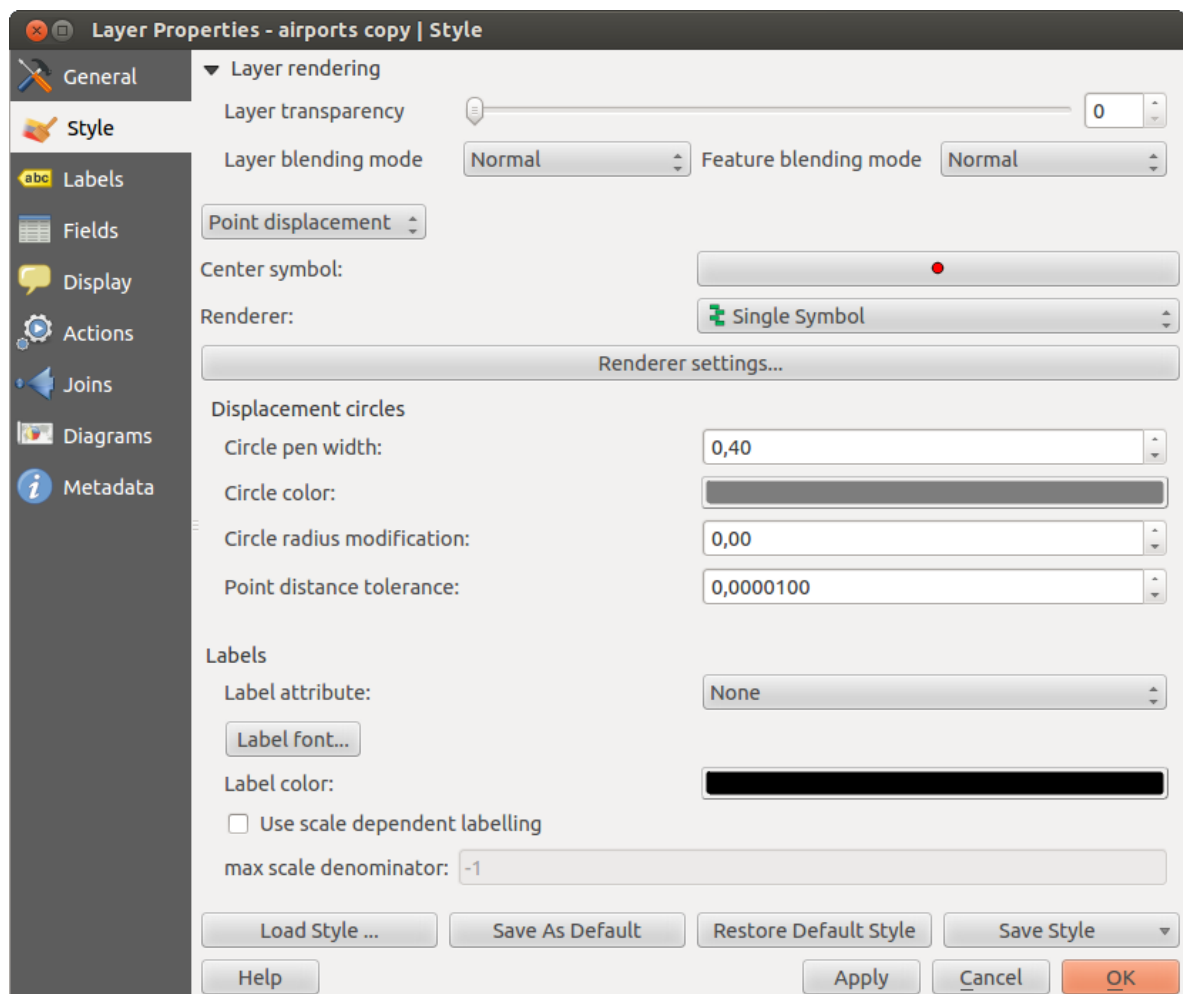 Layer Properties - airports copy | Style
General
Style
abc Labels
Fields
Display
Actions
Joins
Diagrams
i Metadata
Layer rendering
Layer transparency 0
Layer blending mode Normal Feature blending mode Normal
Point displacement
Center symbol:
Renderer: Single Symbol
Renderer settings...
Displacement circles
Circle pen width: 0,40
Circle color:
Circle radius modification: 0,00
Point distance tolerance: 0,0000100
Labels
Label attribute: None
Label font...
Label color:
Use scale dependent labelling
max scale denominator: -1
Load Style ... Save As Default Restore Default Style Save Style
Help Apply Cancel OK